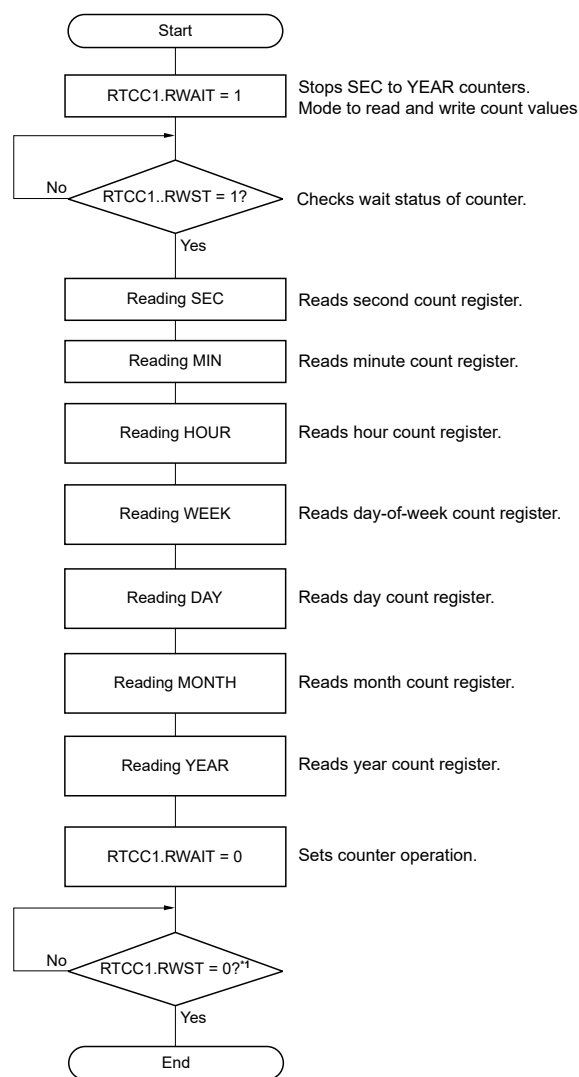 Start
RTCC1.RWAIT = 1
Stops SEC to YEAR counters.
Mode to read and write count values
No
RTCC1..RWST = 1?
Checks wait status of counter.
Yes
Reading SEC
Reads second count register.
Reading MIN
Reads minute count register.
Reading HOUR
Reads hour count register.
Reading WEEK
Reads day-of-week count register.
Reading DAY
Reads day count register.
Reading MONTH
Reads month count register.
Reading YEAR
Reads year count register.
RTCC1.RWAIT = 0
Sets counter operation.
No
RTCC1.RWST = 0?*1
Yes
End